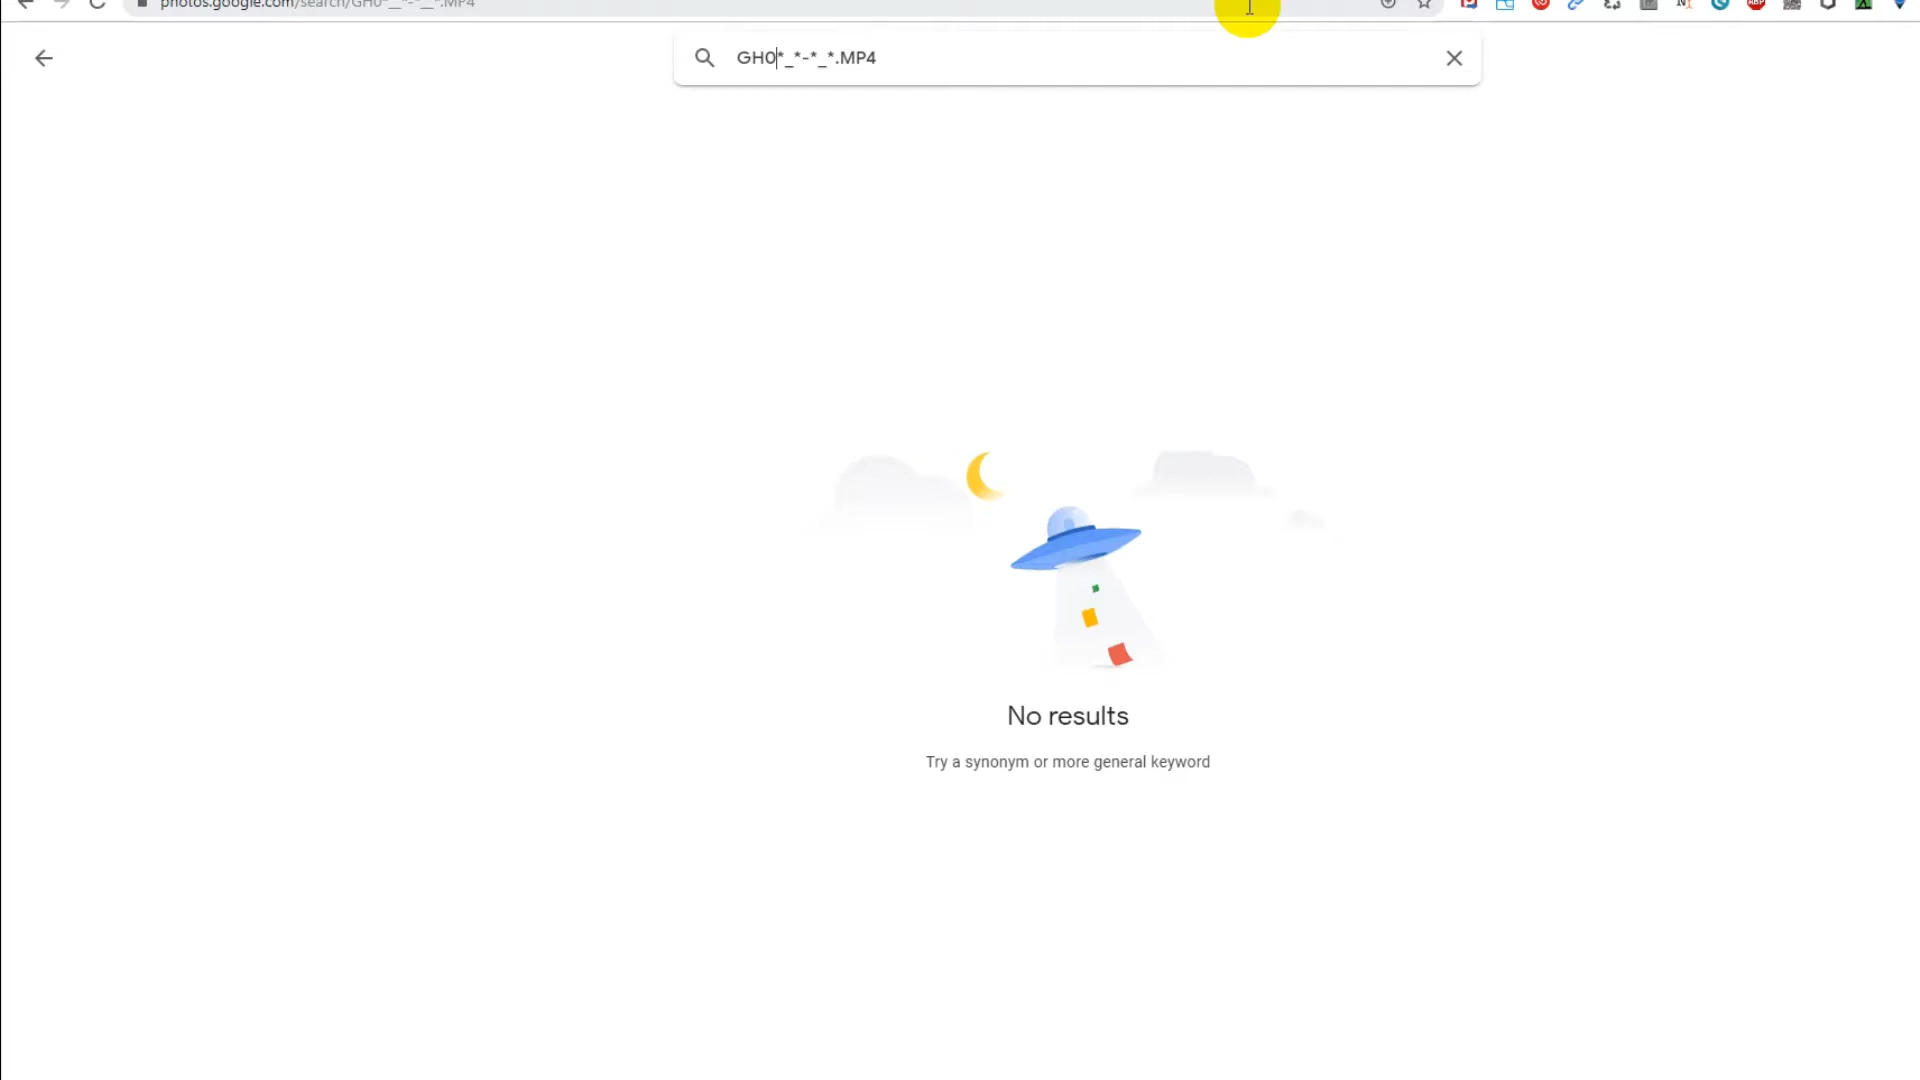 photos.google.com/search/GH0*_*-*_*.MP4
GH0*_*-*_*.MP4
No results
Try a synonym or more general keyword